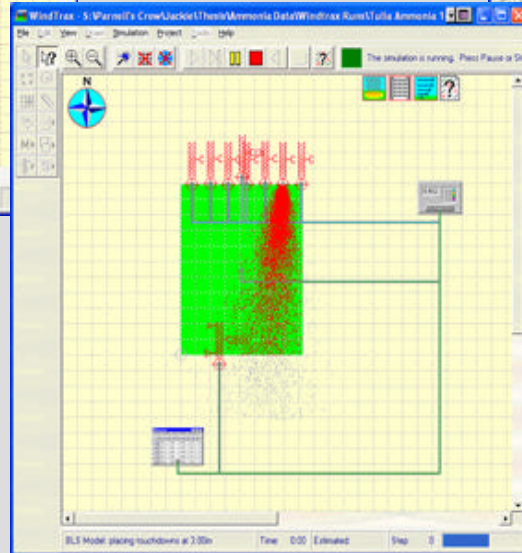 WindTrax - S:\Parnell's Crew\Jackie\Thesis\Ammonia Data\Windtrax Runs\Tulia Ammonia 1
File Edit View Simulation Project Tools Help
The simulation is running. Press Pause or St
N
BLS Model: placing touchdowns at 3.00m Time 0:00 Estimated: Step 0